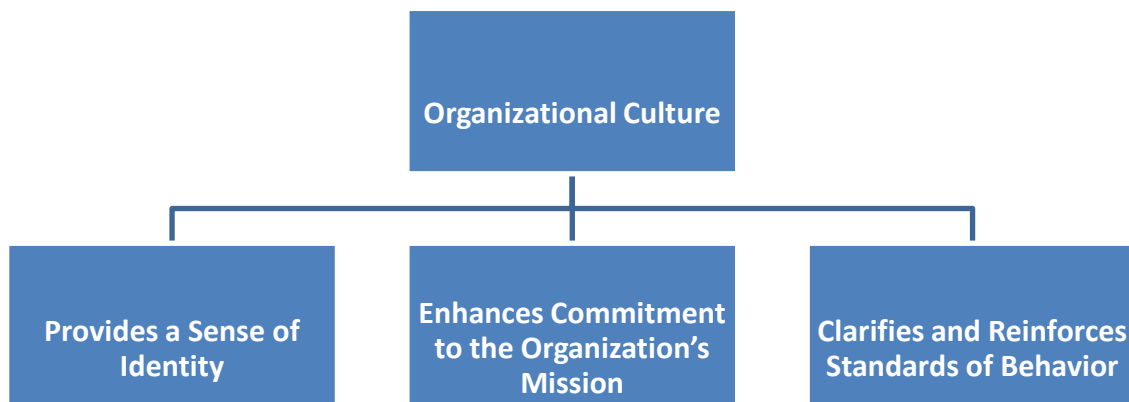 Organizational Culture
Provides a Sense of
Identity
Enhances Commitment
to the Organization’s
Mission
Clarifies and Reinforces
Standards of Behavior